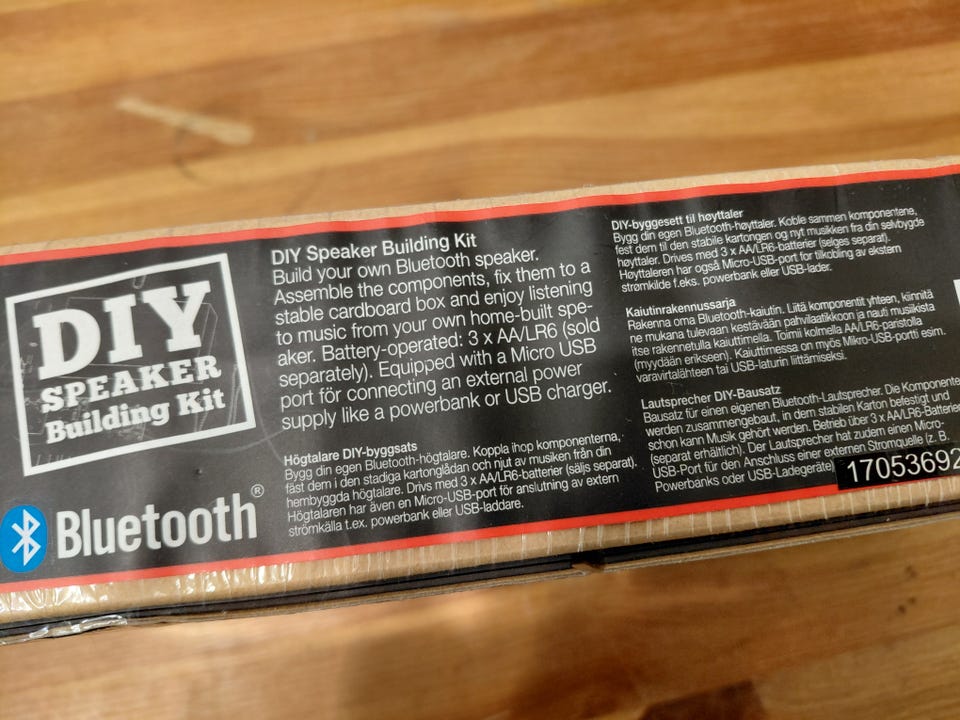 DIY
SPEAKER
Building Kit
Bluetooth®
DIY Speaker Building Kit
Build your own Bluetooth speaker.
Assemble the components, fix them to a
stable cardboard box and enjoy listening
to music from your own home-built spe-
aker. Battery-operated: 3 x AA/LR6 (sold
separately). Equipped with a Micro USB
port för connecting an external power
supply like a powerbank or USB charger.
Högtalare DIY-byggsats
Bygg din egen Bluetooth-högtalare. Koppla ihop komponenterna,
fäst dem i den stadiga kartonglådan och njut av musiken från din
hembyggda högtalare. Drivs med 3 x AA/LR6-batterier (säljs separat).
Högtalaren har även en Micro-USB-port för anslutning av extern
strömkälla t.ex. powerbank eller USB-laddare.
DIY-byggesett til høyttaler
Bygg din egen Bluetooth-høyttaler. Koble sammen komponentene,
fest dem til den stabile kartongen og nyt musikken fra din selvbygde
høyttaler. Drives med 3 x AA/LR6-batterier (selges separat).
Høyttaleren har også Micro-USB-port for tilkobling av ekstern
strømkilde f.eks. powerbank eller USB-lader.
Kaiutinrakennussarja
Rakenna oma Bluetooth-kaiutin. Liitä komponentit yhteen, kiinnitä
ne mukana tulevaan kestävään pahvilaatikkoon ja nauti musiikista
itse rakennetulla kaiuttimella. Toimii kolmella AA/LR6-paristolla
(myydään erikseen). Kaiuttimessa on myös Mikro-USB-portti esim.
varavirtalähteen tai USB-laturin liittämiseksi.
Lautsprecher DIY-Bausatz
Bausatz für einen eigenen Bluetooth-Lautsprecher. Die Komponente
werden zusammengebaut, in dem stabilen Karton befestigt und
schon kann Musik gehört werden. Betrieb über 3 x AA/LR6-Batterie
(separat erhältlich). Der Lautsprecher hat zudem einen Micro-
USB-Port für den Anschluss einer externen Stromquelle (z. B.
Powerbanks oder USB-Ladegeräte
17053692